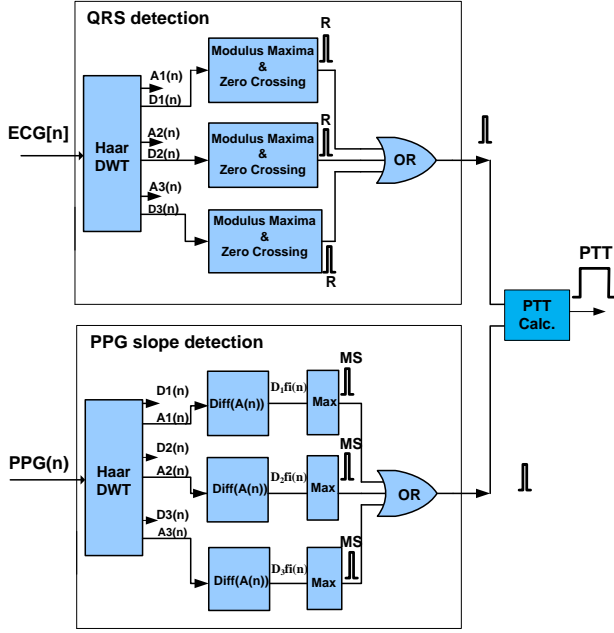 QRS detection
R
Modulus Maxima
&
Zero Crossing
A1(n)
D1(n)
ECG[n]
Haar
DWT
A2(n)
D2(n)
R
Modulus Maxima
&
Zero Crossing
OR
A3(n)
D3(n)
Modulus Maxima
&
Zero Crossing
R
PTT
PTT
Calc.
PPG slope detection
MS
D1(n)
A1(n)
Diff(A(n))
D₁fi(n)
Max
PPG(n)
Haar
DWT
D2(n)
A2(n)
Diff(A(n))
D₂fi(n)
MS
Max
OR
D3(n)
A3(n)
Diff(A(n))
D₃fi(n)
MS
Max